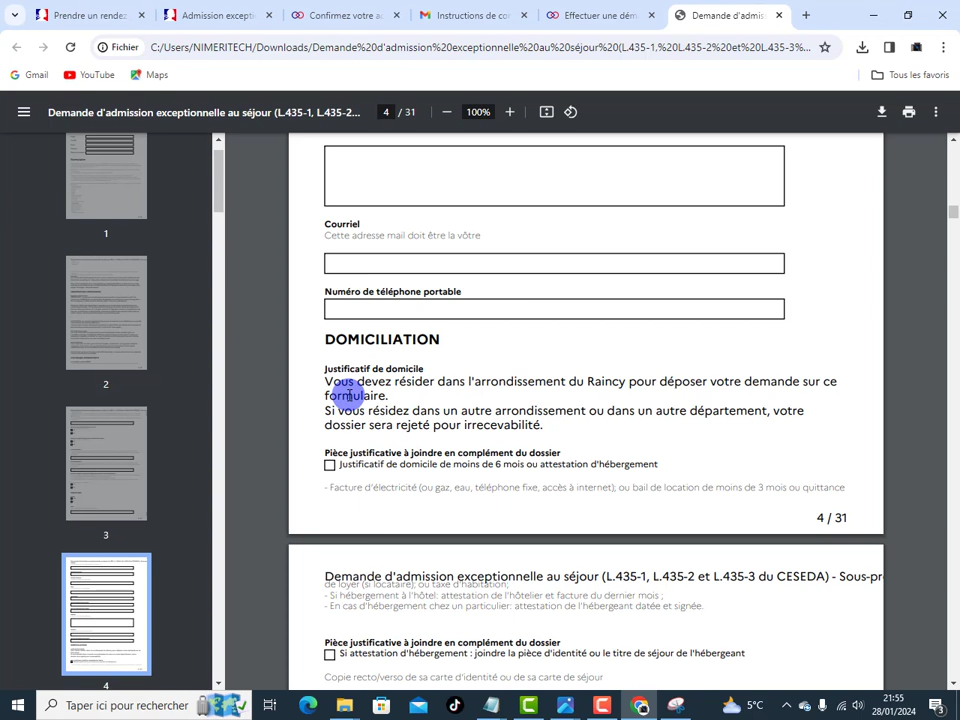 Prendre un rendez
Admission excepti
Confirmez votre ac
Instructions de con
Effectuer une dém
Demande d'admis
Fichier
C:/Users/NIMERITECH/Downloads/Demande%20d'admission%20exceptionnelle%20au%20séjour%20(L.435-1,%20L.435-2%20et%20L.435-3%...
Gmail
YouTube
Maps
Tous les favoris
Demande d'admission exceptionnelle au séjour (L.435-1, L.435-2...
4 / 31
100%
1
2
3
4
Courriel
Cette adresse mail doit être la vôtre
Numéro de téléphone portable
DOMICILIATION
Justificatif de domicile
Vous devez résider dans l'arrondissement du Raincy pour déposer votre demande sur ce
formulaire.
Si vous résidez dans un autre arrondissement ou dans un autre département, votre
dossier sera rejeté pour irrecevabilité.
Pièce justificative à joindre en complément du dossier
Justificatif de domicile de moins de 6 mois ou attestation d'hébergement
- Facture d'électricité (ou gaz, eau, téléphone fixe, accès à internet); ou bail de location de moins de 3 mois ou quittance
4 / 31
Demande d'admission exceptionnelle au séjour (L.435-1, L.435-2 et L.435-3 du CESEDA) - Sous-pr
de loyer (si locataire); ou taxe d'habitation;
- Si hébergement à l'hôtel: attestation de l'hôtelier et facture du dernier mois ;
- En cas d'hébergement chez un particulier: attestation de l'hébergeant datée et signée.
Pièce justificative à joindre en complément du dossier
Si attestation d'hébergement : joindre la pièce d'identité ou le titre de séjour de l'hébergeant
Copie recto/verso de sa carte d'identité ou de sa carte de séjour
Taper ici pour rechercher
5°C
21:55
28/01/2024
3